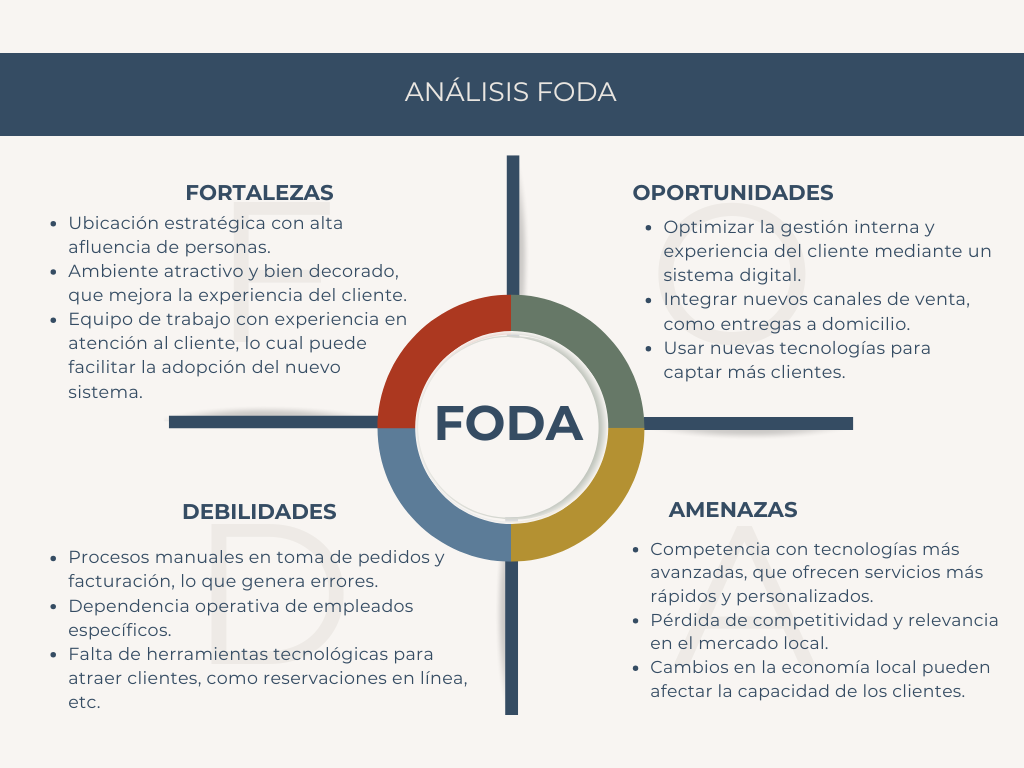 ANÁLISIS FODA
FORTALEZAS
• Ubicación estratégica con alta
afluencia de personas.
• Ambiente atractivo y bien decorado,
que mejora la experiencia del cliente.
• Equipo de trabajo con experiencia en
atención al cliente, lo cual puede
facilitar la adopción del nuevo
sistema.
F
OPORTUNIDADES
• Optimizar la gestión interna y
experiencia del cliente mediante un
sistema digital.
• Integrar nuevos canales de venta,
como entregas a domicilio.
• Usar nuevas tecnologías para
captar más clientes.
O
FODA
DEBILIDADES
• Procesos manuales en toma de pedidos y
facturación, lo que genera errores.
• Dependencia operativa de empleados
específicos.
• Falta de herramientas tecnológicas para
atraer clientes, como reservaciones en línea,
etc.
D
AMENAZAS
• Competencia con tecnologías más
avanzadas, que ofrecen servicios más
rápidos y personalizados.
• Pérdida de competitividad y relevancia
en el mercado local.
• Cambios en la economía local pueden
afectar la capacidad de los clientes.
A